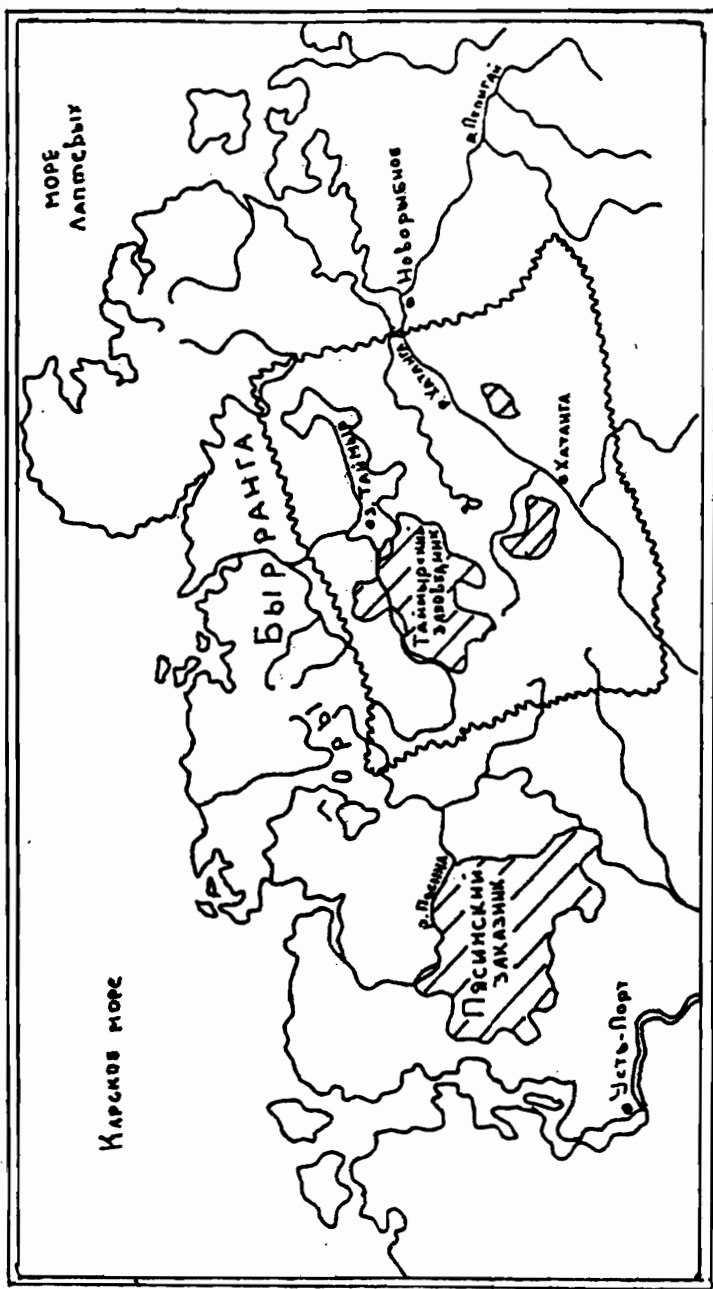 КАРСКОЕ МОРЕ
МОРЕ
ЛАПТЕВЫХ
ГОРЫ БЫРРАНГА
оз. ТАЙМЫР
ТАЙМЫРСКИЙ
ЗАПОВЕДНИК
р. ПЯСИНА
ПЯСИНСКИЙ
ЗАКАЗНИК
р. ХАТАНГА
НОВОРЫБНОЕ
р. ПОПИГАЙ
ХАТАНГА
УСТЬ-ПОРТ